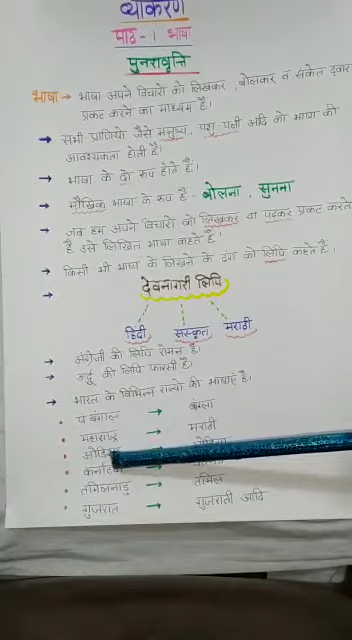 व्याकरण
पाठ - 1 भाषा
पुनरावृत्ति
भाषा → भाषा अपने विचारों को लिखकर, बोलकर व संकेत द्वारा
प्रकट करने का माध्यम है।
→ सभी प्राणियों जैसे मनुष्य, पशु-पक्षी आदि को भाषा की
आवश्यकता होती है।
→ भाषा के दो रूप होते हैं।
→ मौखिक भाषा के रूप हैं - बोलना, सुनना
→ जब हम अपने विचारों को लिखकर या पढ़कर प्रकट करते
हैं उसे लिखित भाषा कहते हैं।
→ किसी भी भाषा के लिखने के ढंग को लिपि कहते हैं।
→ देवनागरी लिपि
हिंदी संस्कृत मराठी
→ अंग्रेजी की लिपि रोमन है।
→ उर्दू की लिपि फारसी है।
→ भारत के विभिन्न राज्यों की भाषाएँ हैं।
• प बंगाल → बंग्ला
• महाराष्ट्र → मराठी
• तमिलनाडु → तमिल
• गुजरात → गुजराती आदि